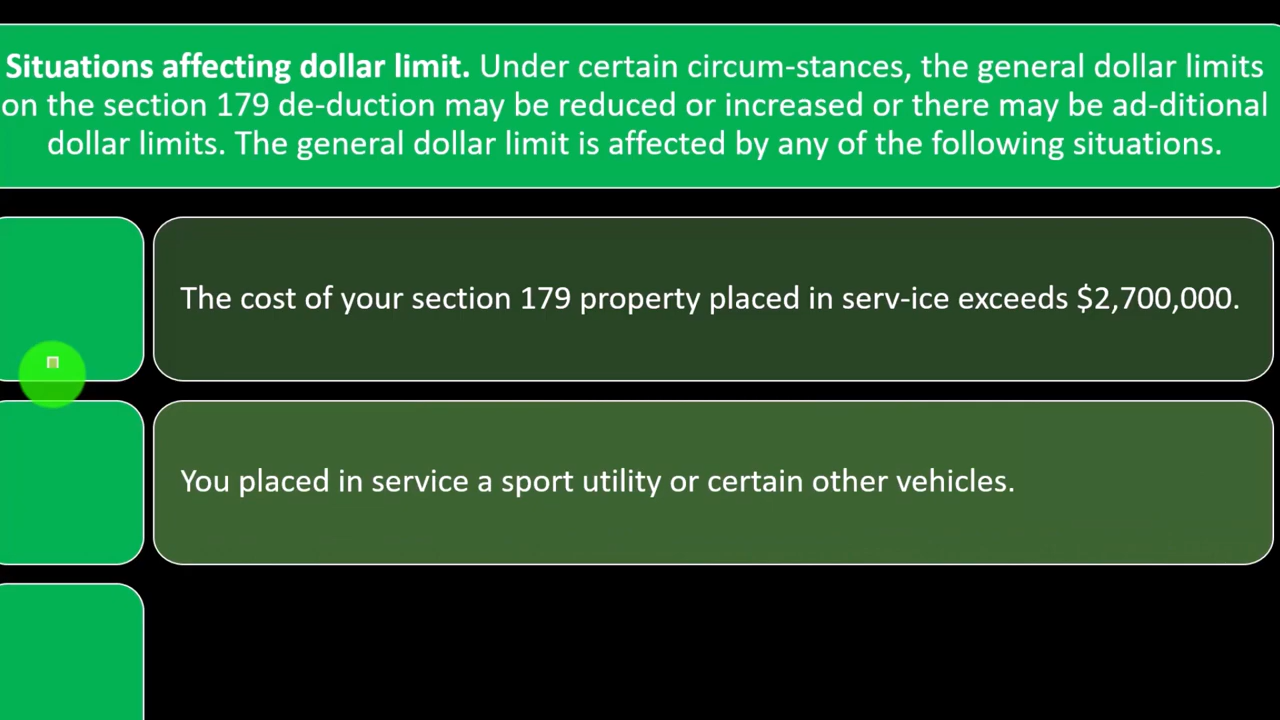 Situations affecting dollar limit. Under certain circum-stances, the general dollar limits
on the section 179 de-duction may be reduced or increased or there may be ad-ditional
dollar limits. The general dollar limit is affected by any of the following situations.
The cost of your section 179 property placed in serv-ice exceeds $2,700,000.
You placed in service a sport utility or certain other vehicles.